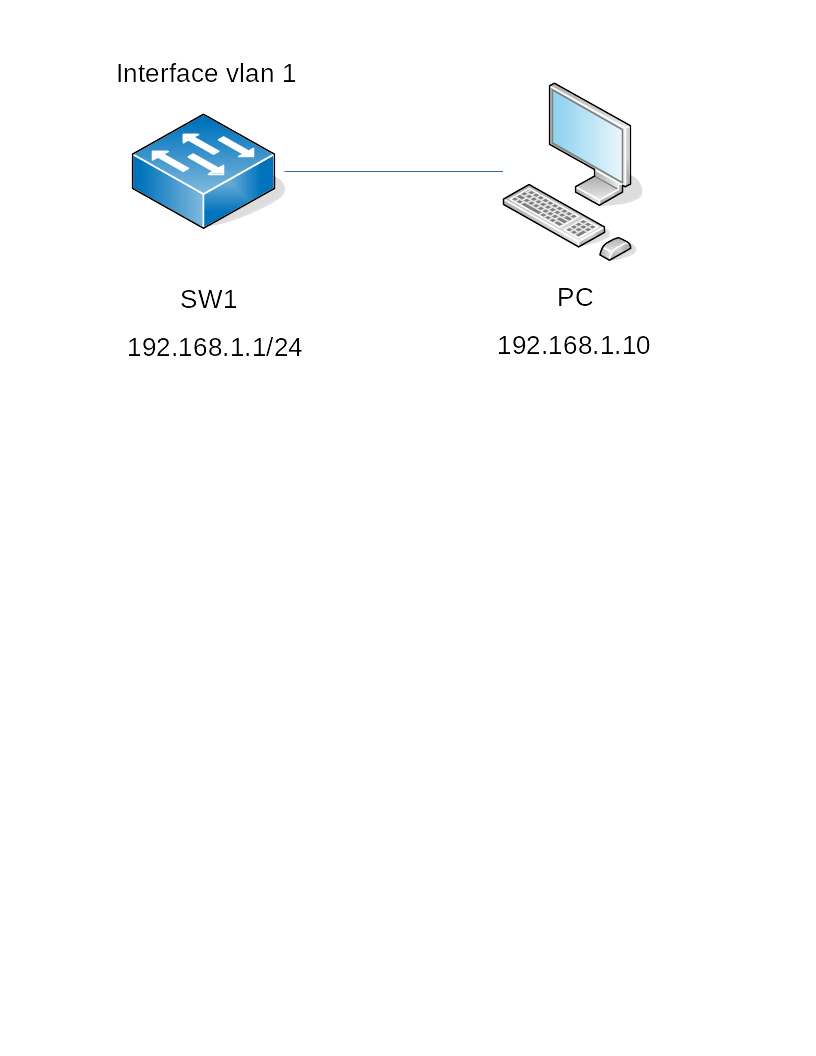 Interface vlan 1
SW1
PC
192.168.1.1/24
192.168.1.10